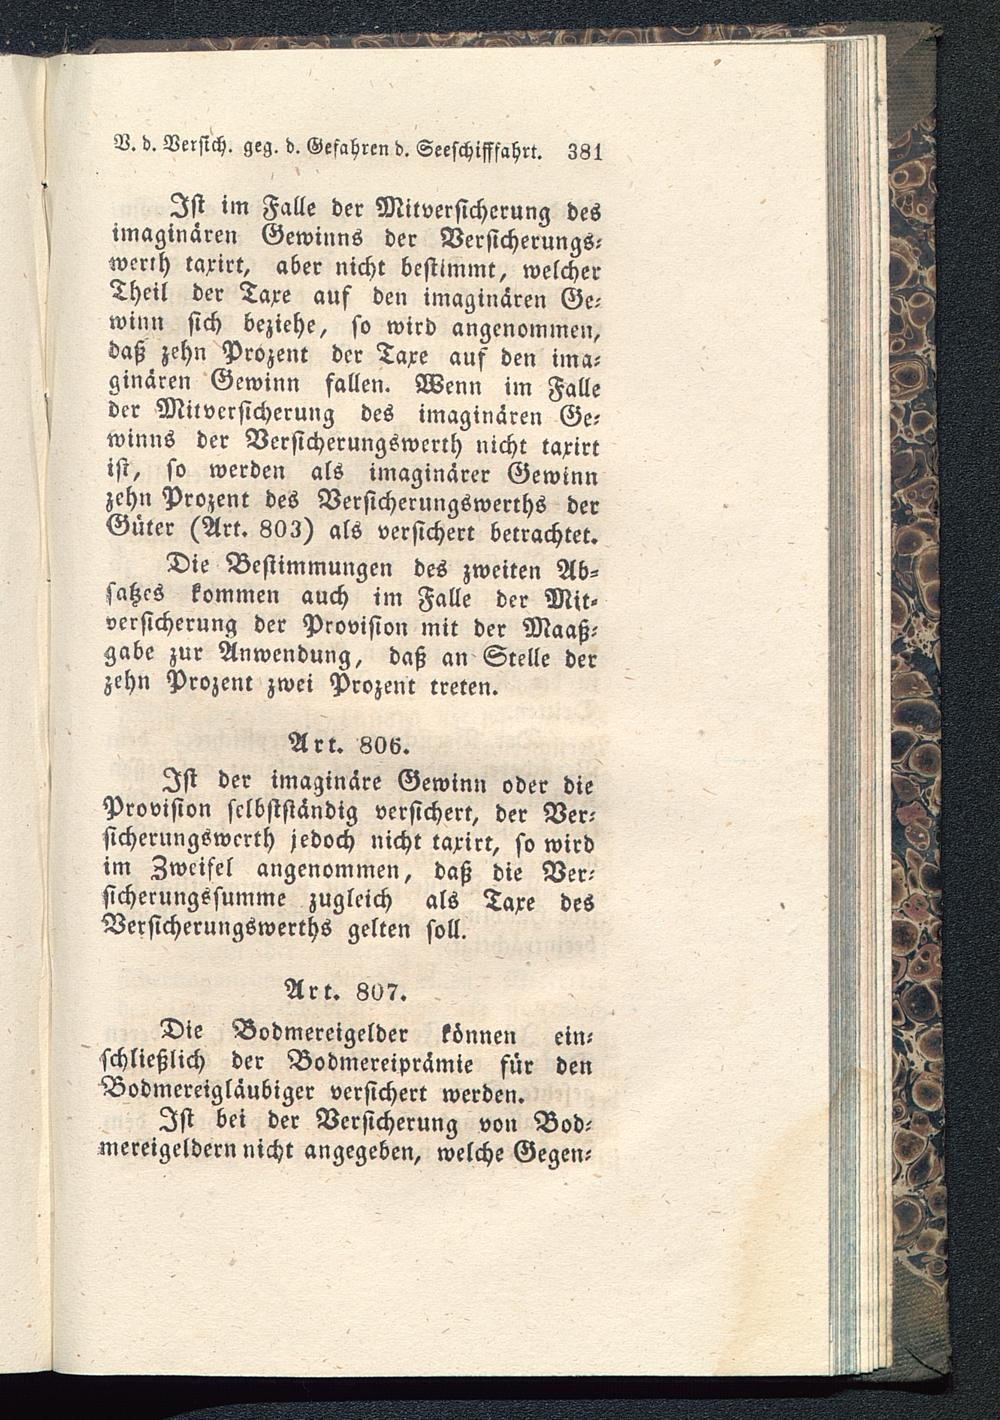 V. d. Versich. geg. d. Gefahren d. Seeschifffahrt. 381
Ist im Falle der Mitversicherung des
imaginären Gewinns der Versicherungs-
werth taxirt, aber nicht bestimmt, welcher
Theil der Taxe auf den imaginären Ge-
winn sich beziehe, so wird angenommen,
daß zehn Prozent der Taxe auf den ima-
ginären Gewinn fallen. Wenn im Falle
der Mitversicherung des imaginären Ge-
winns der Versicherungswerth nicht taxirt
ist, so werden als imaginärer Gewinn
zehn Prozent des Versicherungswerths der
Güter (Art. 803) als versichert betrachtet.
Die Bestimmungen des zweiten Ab-
satzes kommen auch im Falle der Mit-
versicherung der Provision mit der Maaß-
gabe zur Anwendung, daß an Stelle der
zehn Prozent zwei Prozent treten.
Art. 806.
Ist der imaginäre Gewinn oder die
Provision selbstständig versichert, der Ver-
sicherungswerth jedoch nicht taxirt, so wird
im Zweifel angenommen, daß die Ver-
sicherungssumme zugleich als Taxe des
Versicherungswerths gelten soll.
Art. 807.
Die Bodmereigelder können ein-
schließlich der Bodmereiprämie für den
Bodmereigläubiger versichert werden.
Ist bei der Versicherung von Bod-
mereigeldern nicht angegeben, welche Gegen-